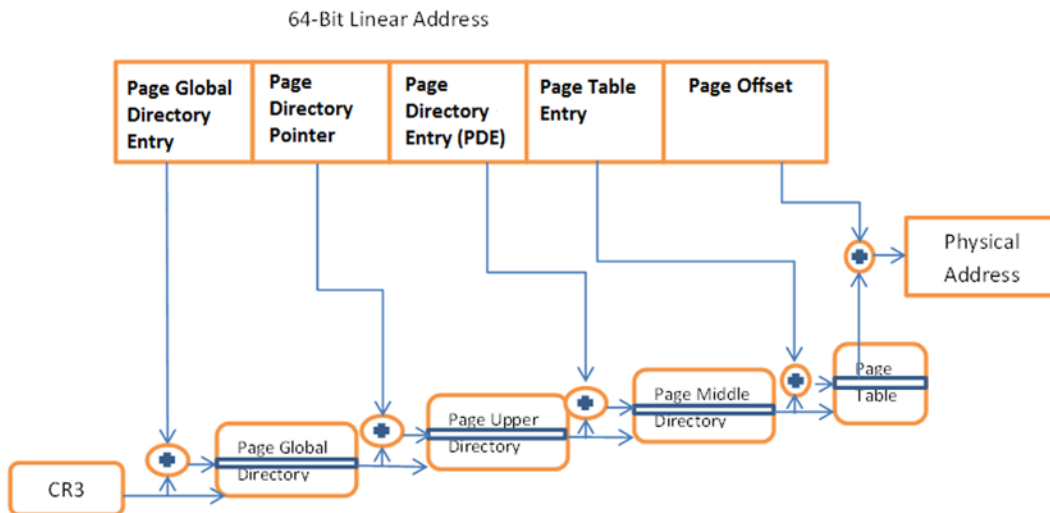 64-Bit Linear Address
Page Global
Directory
Entry
Page
Directory
Pointer
Page
Directory
Entry (PDE)
Page Table
Entry
Page Offset
Physical
Address
Page
Table
Page Middle
Directory
Page Upper
Directory
Page Global
Directory
CR3